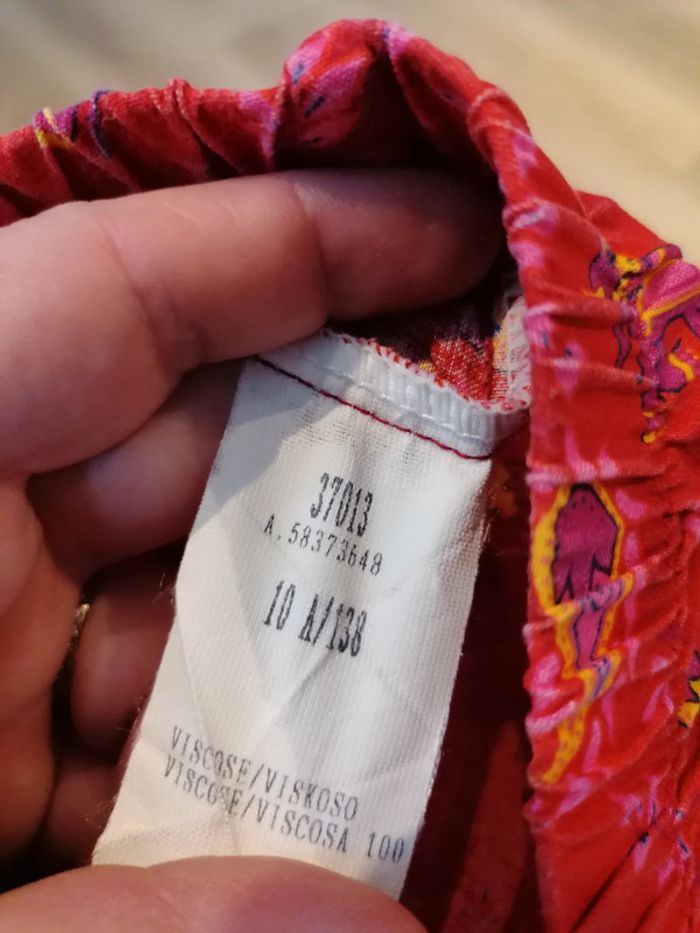 37013
A.58373648
10 A/138
VISCOSE/VISKOSO
VISCOSE/VISCOSA 100